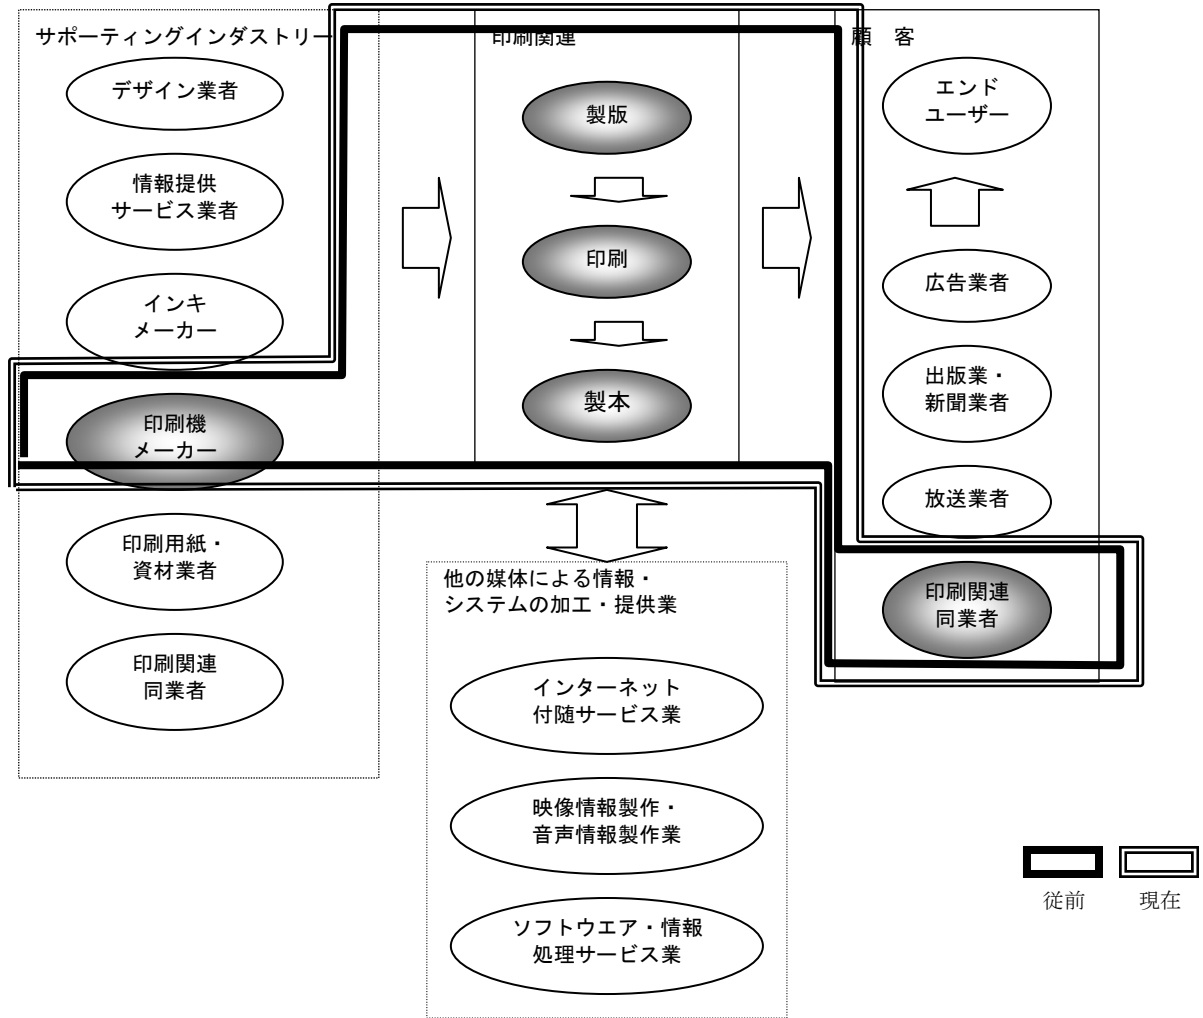 サポーティングインダストリー
デザイン業者
情報提供
サービス業者
インキ
メーカー
印刷機
メーカー
印刷用紙・
資材業者
印刷関連
同業者
印刷関連
製版
印刷
製本
他の媒体による情報・
システムの加工・提供業
インターネット
付随サービス業
映像情報製作・
音声情報製作業
ソフトウエア・情報
処理サービス業
顧　客
エンド
ユーザー
広告業者
出版業・
新聞業者
放送業者
印刷関連
同業者
従前
現在